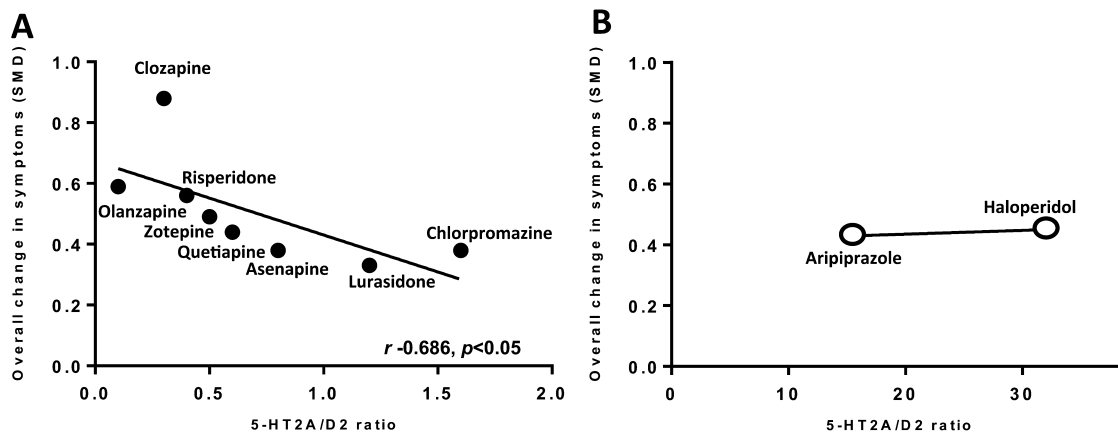 A
Overall change in symptoms (SMD)
1.0
0.8
0.6
0.4
0.2
0.0
Clozapine
Risperidone
Olanzapine
Zotepine
Quetiapine
Asenapine
Chlorpromazine
Lurasidone
r -0.686, p<0.05
0.0 0.5 1.0 1.5 2.0
5-HT2A/D2 ratio
B
Overall change in symptoms (SMD)
1.0
0.8
0.6
0.4
0.2
0.0
Haloperidol
Aripiprazole
0 10 20 30
5-HT2A/D2 ratio